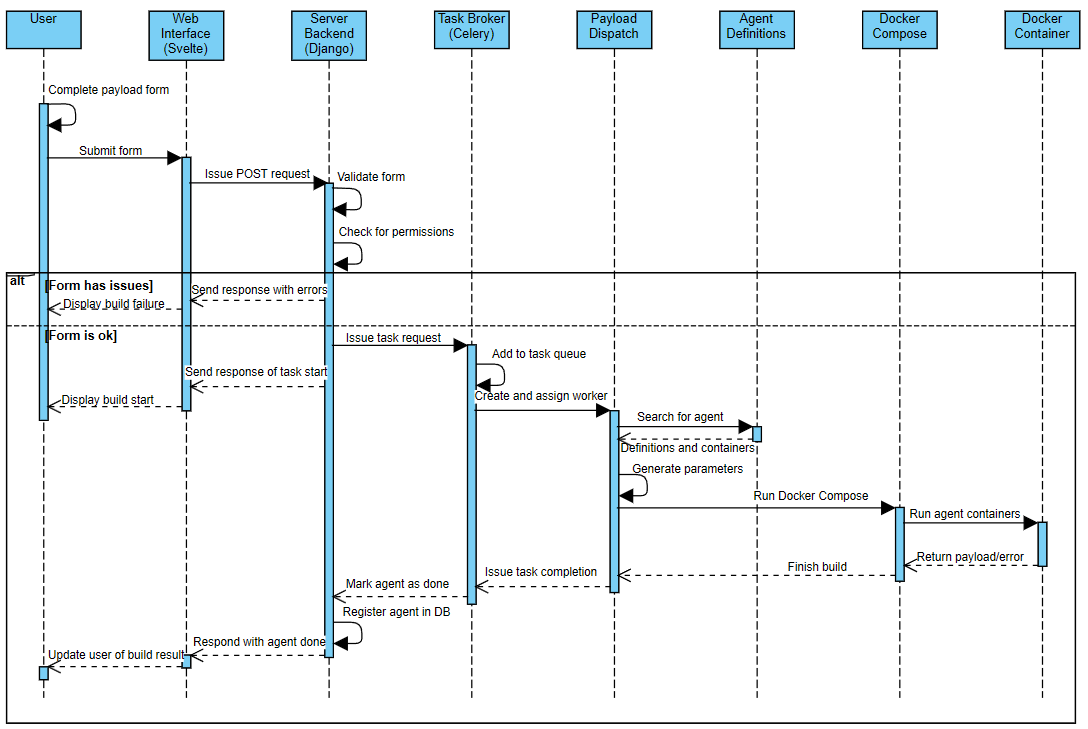 User
Web
Interface
(Svelte)
Server
Backend
(Django)
Task Broker
(Celery)
Payload
Dispatch
Agent
Definitions
Docker
Compose
Docker
Container
Complete payload form
Submit form
Issue POST request
Validate form
Check for permissions
alt
[Form has issues]
Send response with errors
Display build failure
[Form is ok]
Issue task request
Add to task queue
Send response of task start
Create and assign worker
Display build start
Search for agent
Definitions and containers
Generate parameters
Run Docker Compose
Run agent containers
Return payload/error
Finish build
Issue task completion
Mark agent as done
Register agent in DB
Respond with agent done
Update user of build result